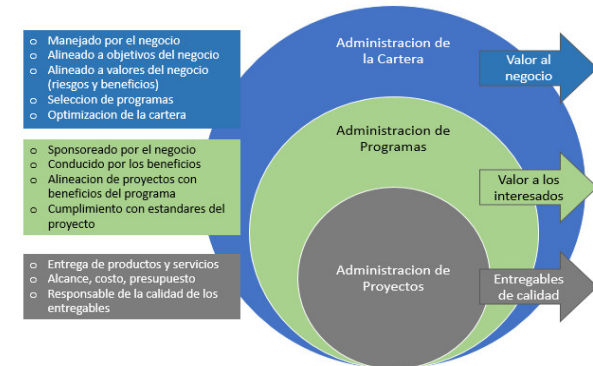 o Manejado por el negocio
o Alineado a objetivos del negocio
o Alineado a valores del negocio
(riesgos y beneficios)
o Seleccion de programas
o Optimizacion de la cartera
Administracion de
la Cartera
Valor al
negocio
o Sponsoreado por el negocio
o Conducido por los beneficios
o Alineacion de proyectos con
beneficios del programa
o Cumplimiento con estandares del
proyecto
Administracion de
Programas
Valor a los
interesados
o Entrega de productos y servicios
o Alcance, costo, presupuesto
o Responsable de la calidad de los
entregables
Administracion de
Proyectos
Entregables
de calidad